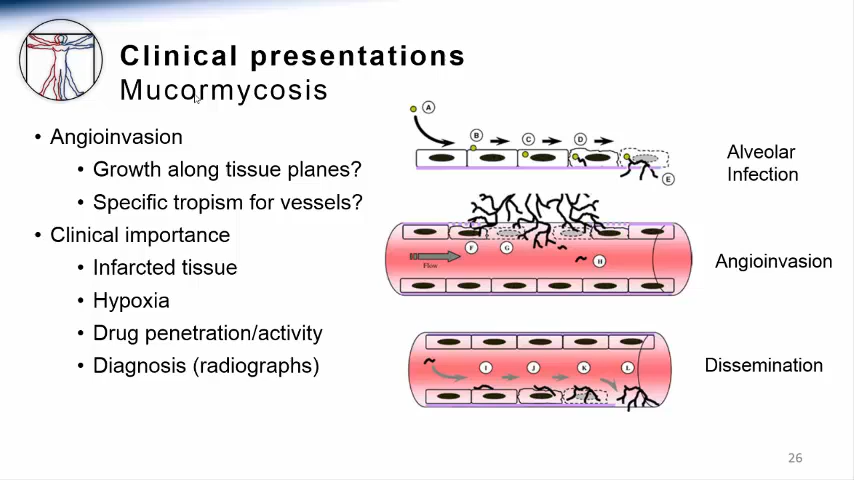 Clinical presentations
Mucormycosis
• Angioinvasion
• Growth along tissue planes?
• Specific tropism for vessels?
• Clinical importance
• Infarcted tissue
• Hypoxia
• Drug penetration/activity
• Diagnosis (radiographs)
A
B
C
D
E
Alveolar
Infection
F
G
H
Flow
Angioinvasion
I
J
K
L
Dissemination
26